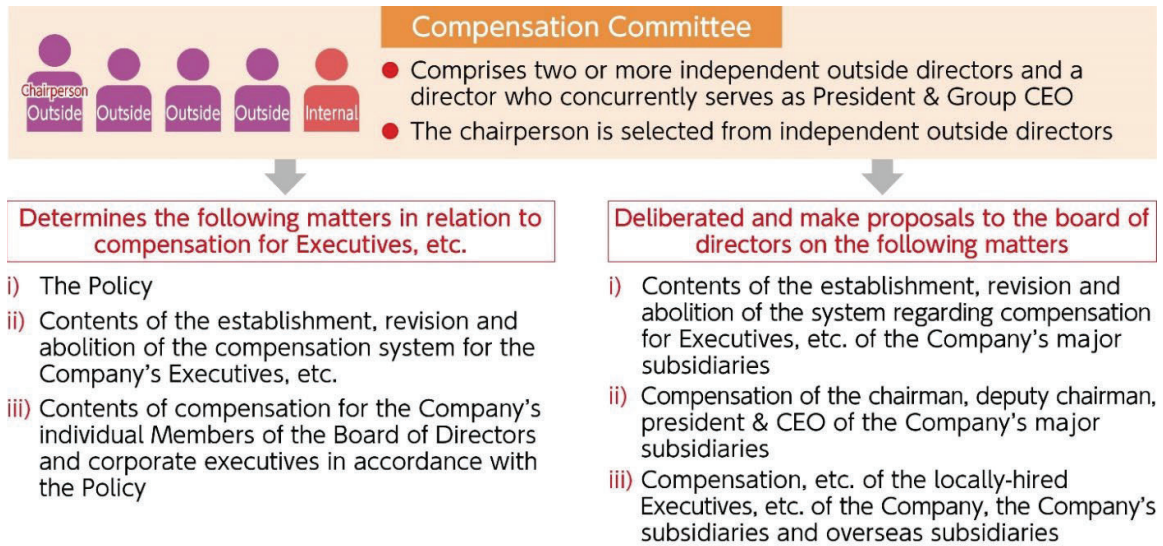 Compensation Committee
Chairperson
Outside
Outside
Outside
Outside
Internal
● Comprises two or more independent outside directors and a
director who concurrently serves as President & Group CEO
● The chairperson is selected from independent outside directors
Determines the following matters in relation to
compensation for Executives, etc.
i) The Policy
ii) Contents of the establishment, revision and
abolition of the compensation system for the
Company's Executives, etc.
iii) Contents of compensation for the Company's
individual Members of the Board of Directors
and corporate executives in accordance with
the Policy
Deliberated and make proposals to the board of
directors on the following matters
i) Contents of the establishment, revision and
abolition of the system regarding compensation
for Executives, etc. of the Company's major
subsidiaries
ii) Compensation of the chairman, deputy chairman,
president & CEO of the Company's major
subsidiaries
iii) Compensation, etc. of the locally-hired
Executives, etc. of the Company, the Company's
subsidiaries and overseas subsidiaries